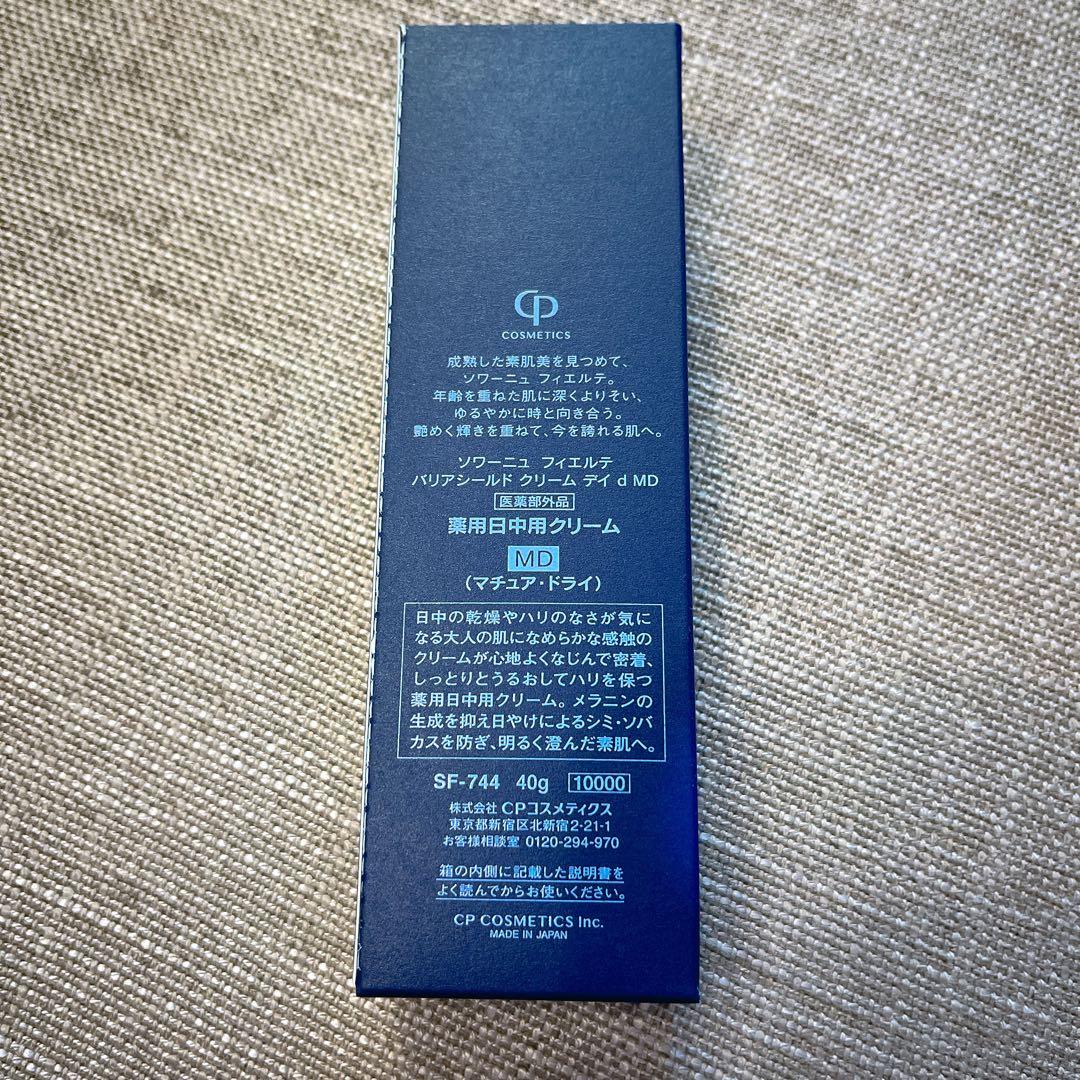 CP
COSMETICS
成熟した素肌美を見つめて、
ソワーニュ フィエルテ。
年齢を重ねた肌に深くよりそい、
ゆるやかに時と向き合う。
艶めく輝きを重ねて、今を誇れる肌へ。
ソワーニュ フィエルテ
バリアシールド クリーム デイ d MD
医薬部外品
薬用日中用クリーム
MD
(マチュア・ドライ)
日中の乾燥やハリのなさが気に
なる大人の肌になめらかな感触の
クリームが心地よくなじんで密着、
しっとりとうるおしてハリを保つ
薬用日中用クリーム。メラニンの
生成を抑え日やけによるシミ・ソバ
カスを防ぎ、明るく澄んだ素肌へ。
SF-744 40g 10000
株式会社 CPコスメティクス
東京都新宿区北新宿2-21-1
お客様相談室 0120-294-970
箱の内側に記載した説明書を
よく読んでからお使いください。
CP COSMETICS Inc.
MADE IN JAPAN